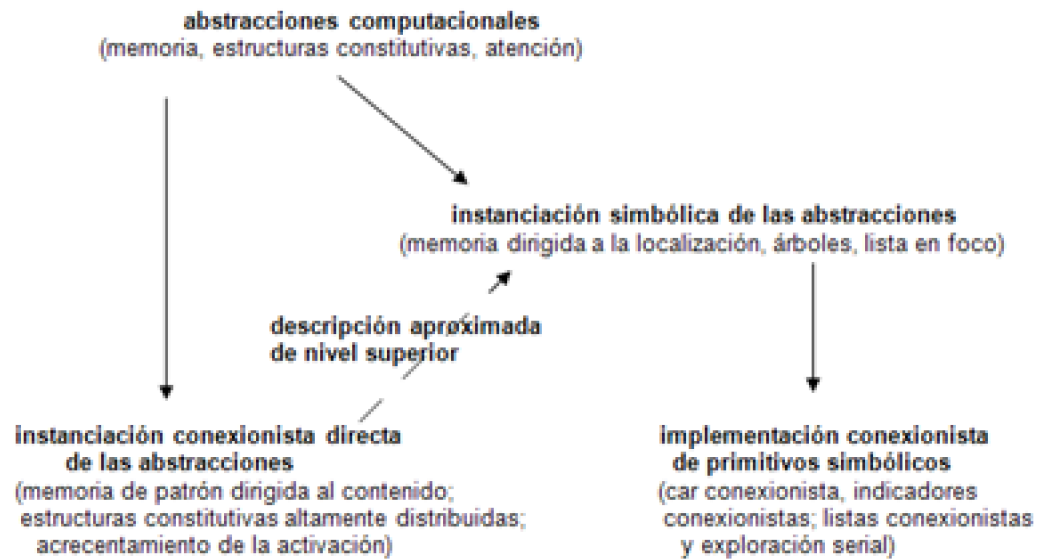 abstracciones computacionales
(memoria, estructuras constitutivas, atención)
instanciación simbólica de las abstracciones
(memoria dirigida a la localización, árboles, lista en foco)
descripción aproximada
de nivel superior
instanciación conexionista directa
de las abstracciones
(memoria de patrón dirigida al contenido;
estructuras constitutivas altamente distribuidas;
acrecentamiento de la activación)
implementación conexionista
de primitivos simbólicos
(car conexionista, indicadores
conexionistas; listas conexionistas
y exploración serial)